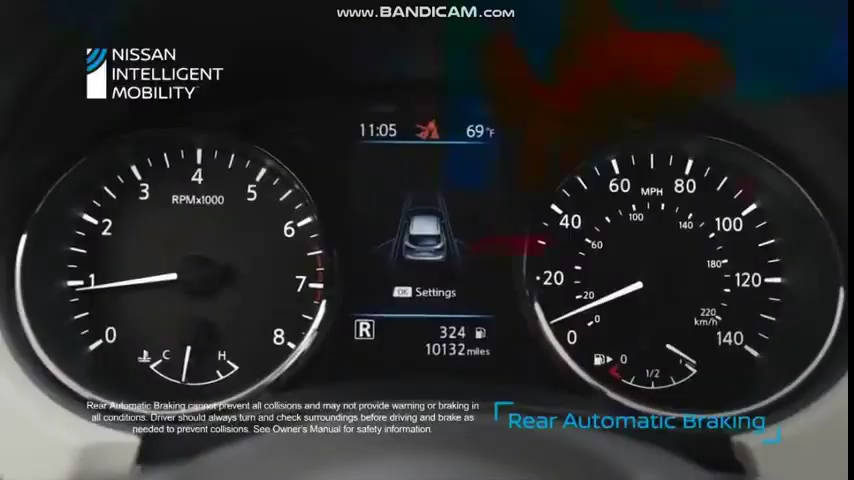 www.BANDICAM.com
NISSAN
INTELLIGENT
MOBILITY
11:05 69°F
4
3 5
RPMx1000
2 6
1 7
0 8
C H
OK Settings
R 324
10132 miles
60 MPH 80
40 100
100 140
60 180
20 120
20 220
0 km/h
0 140
0
1/2
Rear Automatic Braking cannot prevent all collisions and may not provide warning or braking in
all conditions. Driver should always turn and check surroundings before driving and brake as
needed to prevent collisions. See Owner's Manual for safety information.
Rear Automatic Braking